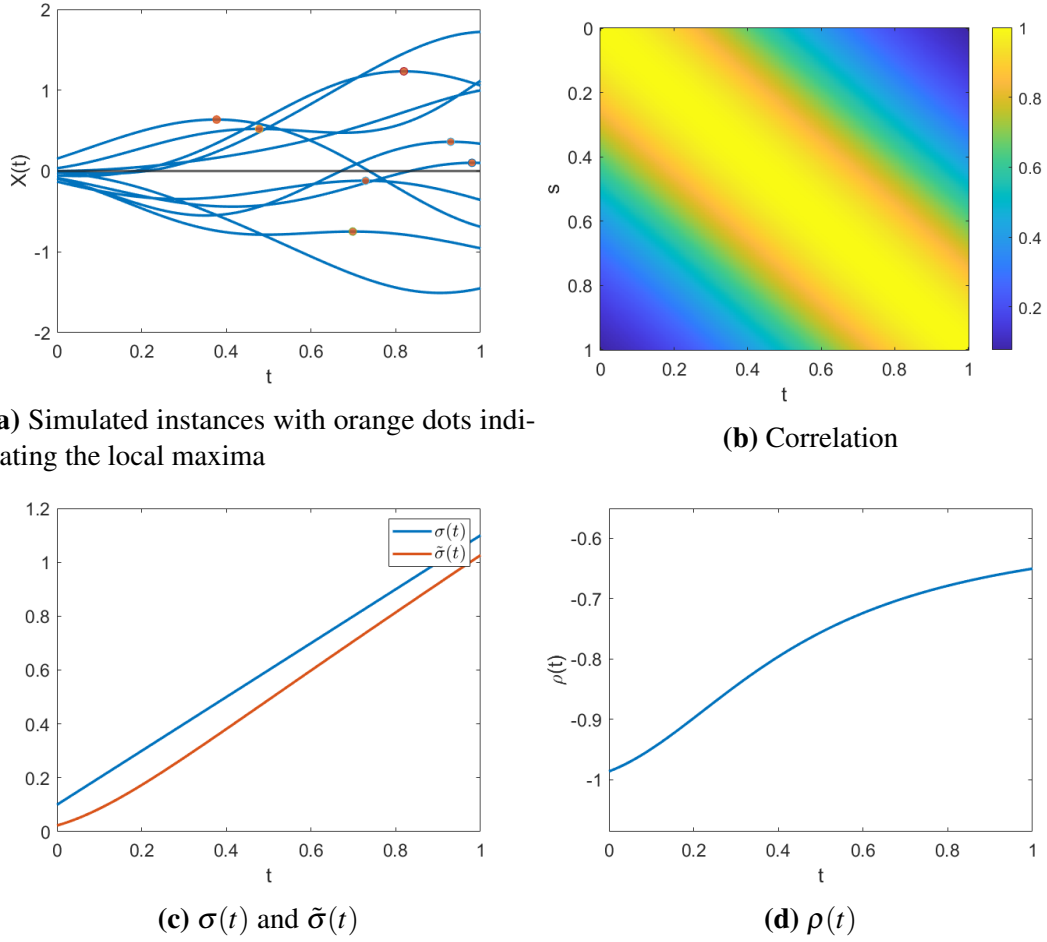 2
1
0
-1
-2
X(t)
0 0.2 0.4 0.6 0.8 1
t
0
0.2
0.4
0.6
0.8
1
s
0 0.2 0.4 0.6 0.8 1
t
1
0.8
0.6
0.4
0.2
a) Simulated instances with orange dots indi-
ating the local maxima
(b) Correlation
1.2
1
0.8
0.6
0.4
0.2
0
σ(t)
σ̃(t)
0 0.2 0.4 0.6 0.8 1
t
(c) σ(t) and σ̃(t)
-0.6
-0.7
-0.8
-0.9
-1
ρ(t)
0 0.2 0.4 0.6 0.8 1
t
(d) ρ(t)